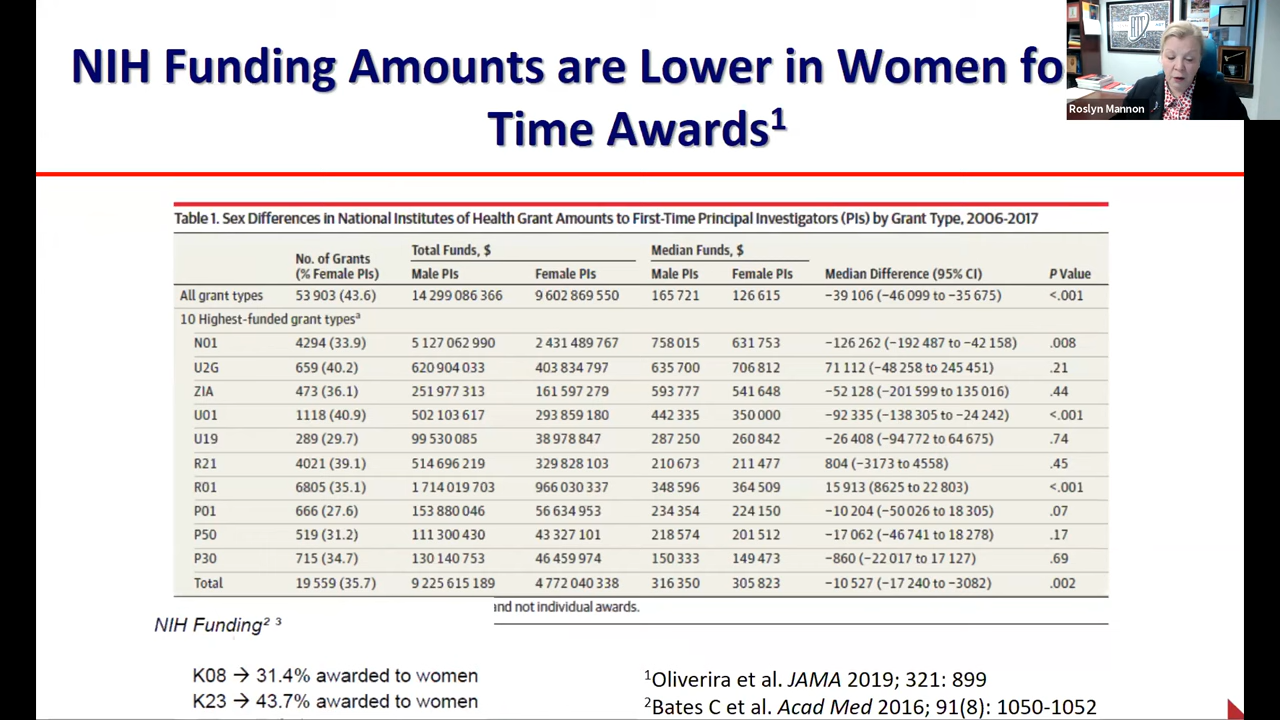 NIH Funding Amounts are Lower in Women fo
Time Awards1
Roslyn Mannon
Table 1. Sex Differences in National Institutes of Health Grant Amounts to First-Time Principal Investigators (PIs) by Grant Type, 2006-2017
No. of Grants (% Female PIs) Total Funds, $ Median Funds, $
Male PIs Female PIs Male PIs Female PIs Median Difference (95% CI) P Value
All grant types 53 903 (43.6) 14 299 086 366 9 602 869 550 165 721 126 615 −39 106 (−46 099 to −35 675) <.001
10 Highest-funded grant typesa
N01 4294 (33.9) 5 127 062 990 2 431 489 767 758 015 631 753 −126 262 (−192 487 to −42 158) .008
U2G 659 (40.2) 620 904 033 403 834 797 635 700 706 812 71 112 (−48 258 to 245 451) .21
ZIA 473 (36.1) 251 977 313 161 597 279 593 777 541 648 −52 128 (−201 599 to 135 016) .44
U01 1118 (40.9) 502 103 617 293 859 180 442 335 350 000 −92 335 (−138 305 to −24 242) <.001
U19 289 (29.7) 99 530 085 38 978 847 287 250 260 842 −26 408 (−94 772 to 64 675) .74
R21 4021 (39.1) 514 696 219 329 828 103 210 673 211 477 804 (−3173 to 4558) .45
R01 6805 (35.1) 1 714 019 703 966 030 337 348 596 364 509 15 913 (8625 to 22 803) <.001
P01 666 (27.6) 153 880 046 56 634 953 234 354 224 150 −10 204 (−50 026 to 18 305) .07
P50 519 (31.2) 111 300 430 43 327 101 218 574 201 512 −17 062 (−46 741 to 18 278) .17
P30 715 (34.7) 130 140 753 46 459 974 150 333 149 473 −860 (−22 017 to 17 127) .69
Total 19 559 (35.7) 9 225 615 189 4 772 040 338 316 350 305 823 −10 527 (−17 240 to −3082) .002
and not individual awards.
NIH Funding2 3
K08 → 31.4% awarded to women
K23 → 43.7% awarded to women
1Oliverira et al. JAMA 2019; 321: 899
2Bates C et al. Acad Med 2016; 91(8): 1050-1052